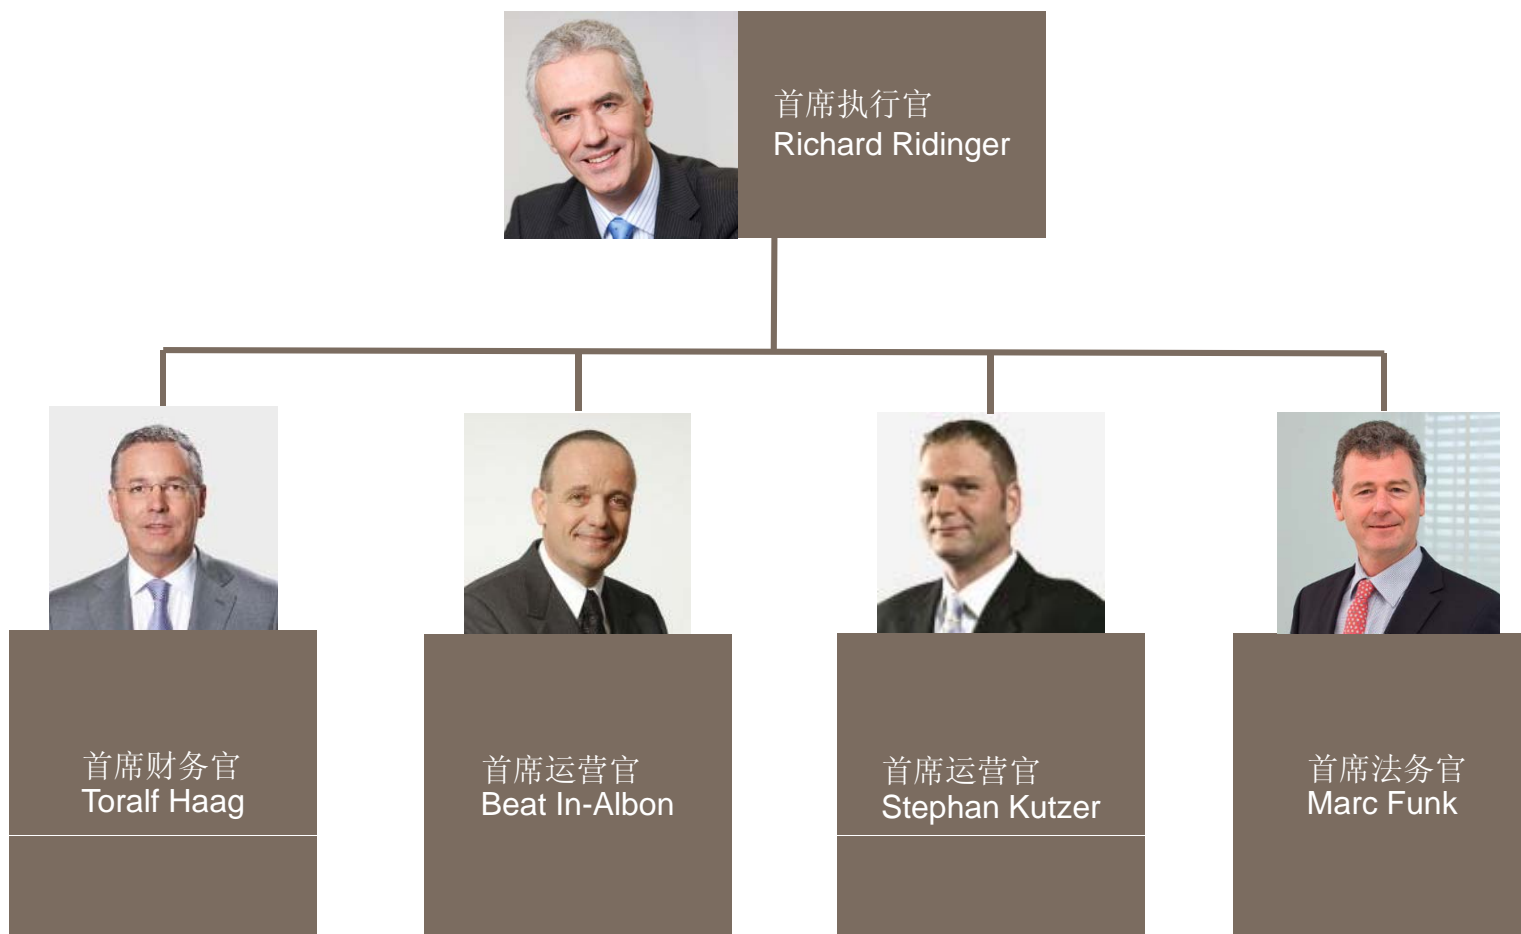 首席执行官
Richard Ridinger
首席财务官
Toralf Haag
首席运营官
Beat In-Albon
首席运营官
Stephan Kutzer
首席法务官
Marc Funk